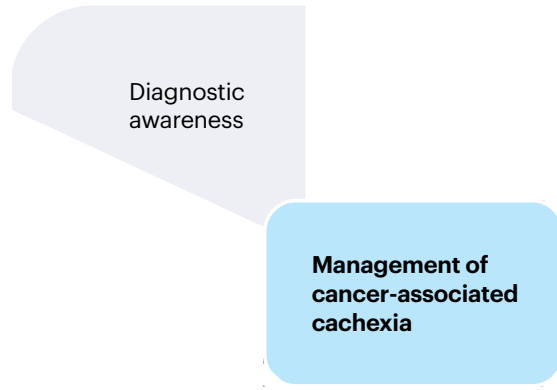 Diagnostic
awareness
Management of
cancer-associated
cachexia